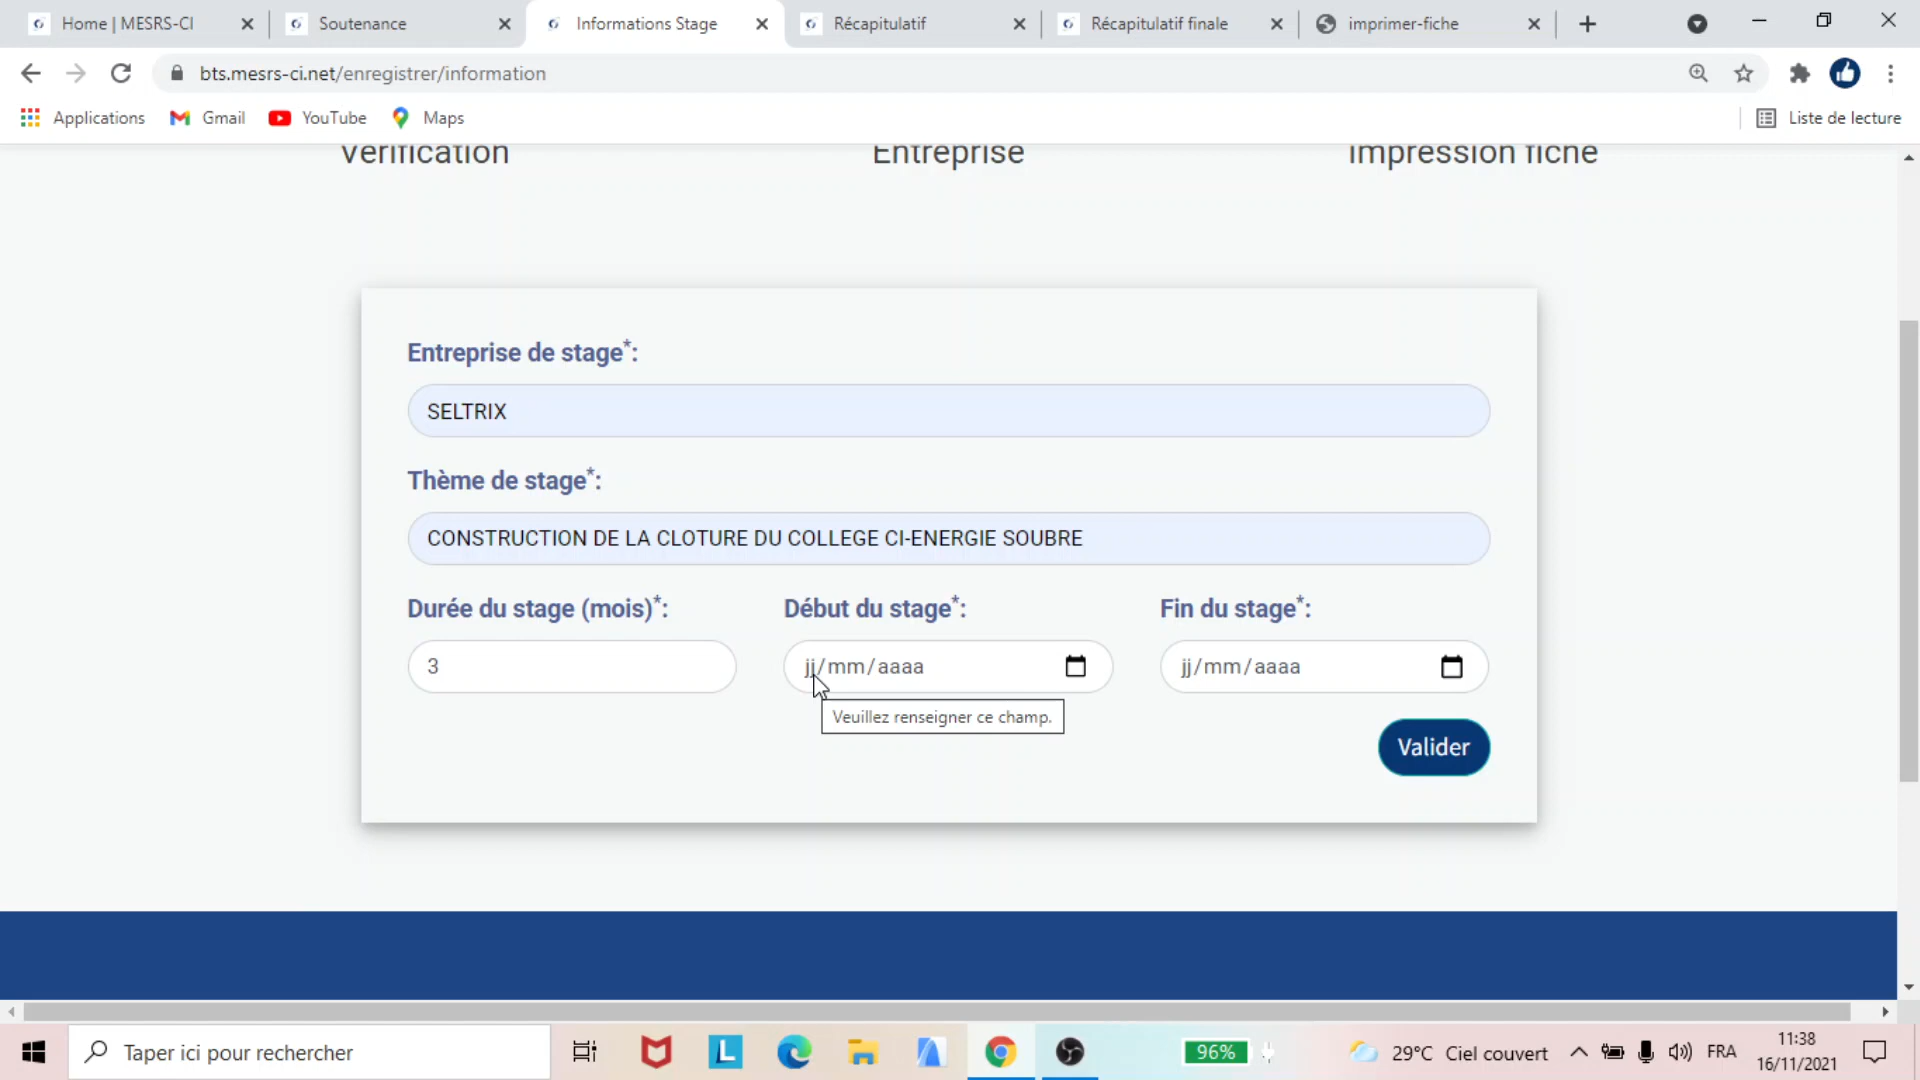 Home | MESRS-CI
Soutenance
Informations Stage
Récapitulatif
Récapitulatif finale
imprimer-fiche
bts.mesrs-ci.net/enregistrer/information
Applications
Gmail
YouTube
Maps
Liste de lecture
Vérification
Entreprise
Impression fiche
Entreprise de stage*:
SELTRIX
Thème de stage*:
CONSTRUCTION DE LA CLOTURE DU COLLEGE CI-ENERGIE SOUBRE
Durée du stage (mois)*:
Début du stage*:
Fin du stage*:
3
jj/mm/aaaa
jj/mm/aaaa
Veuillez renseigner ce champ.
Valider
Taper ici pour rechercher
L
96%
29°C Ciel couvert
FRA
11:38
16/11/2021